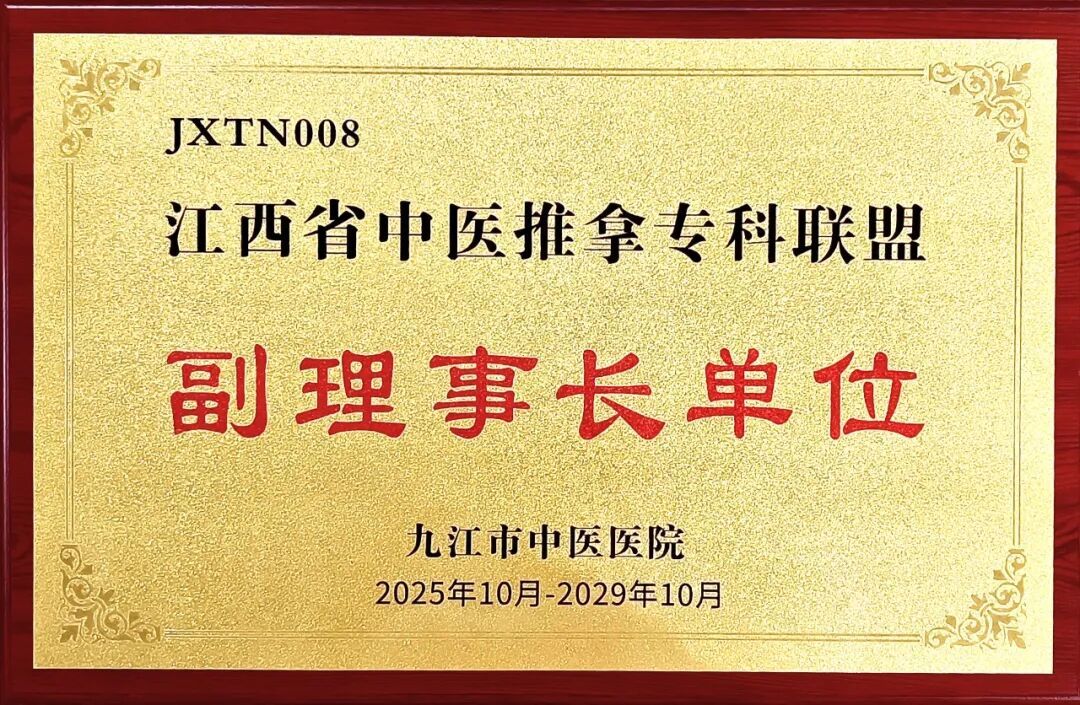 JXTN008
江西省中医推拿专科联盟
副理事长单位
九江市中医医院
2025年10月-2029年10月